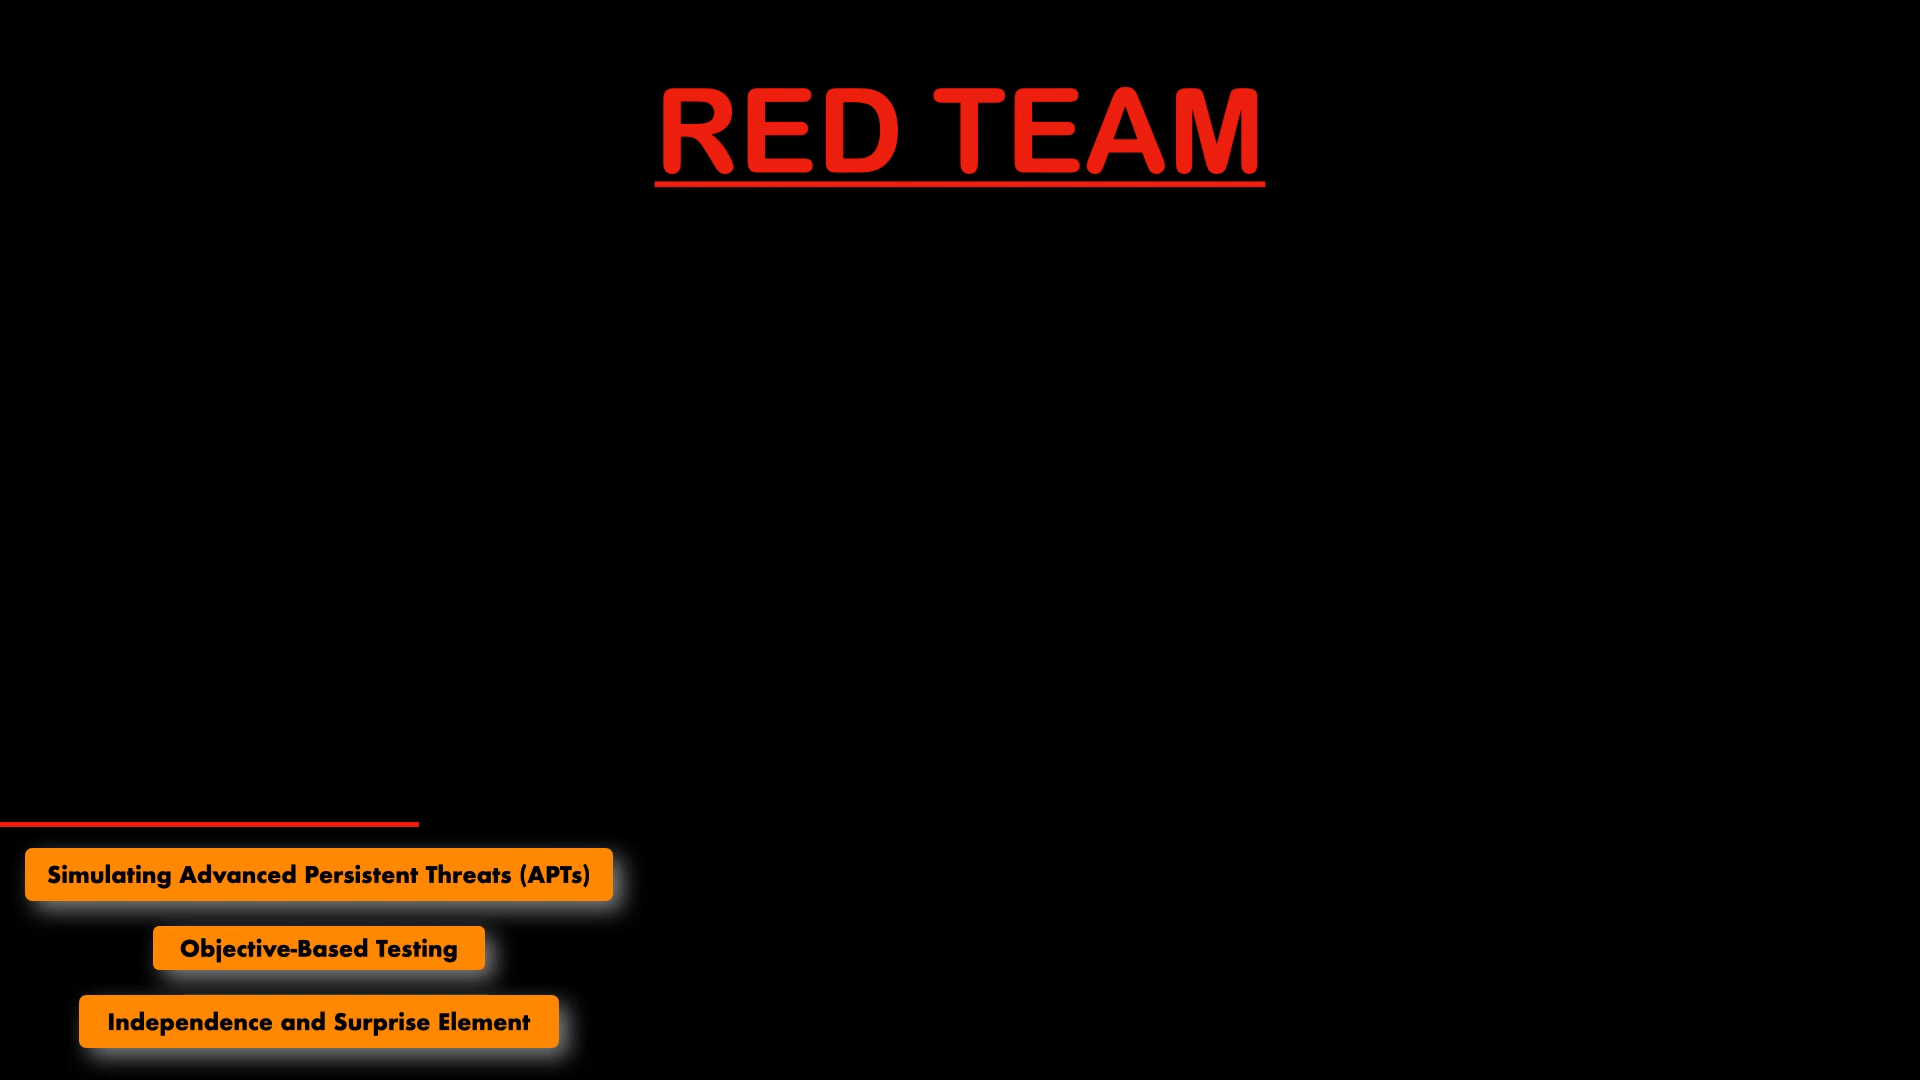 RED TEAM
Simulating Advanced Persistent Threats (APTs)
Objective-Based Testing
Independence and Surprise Element